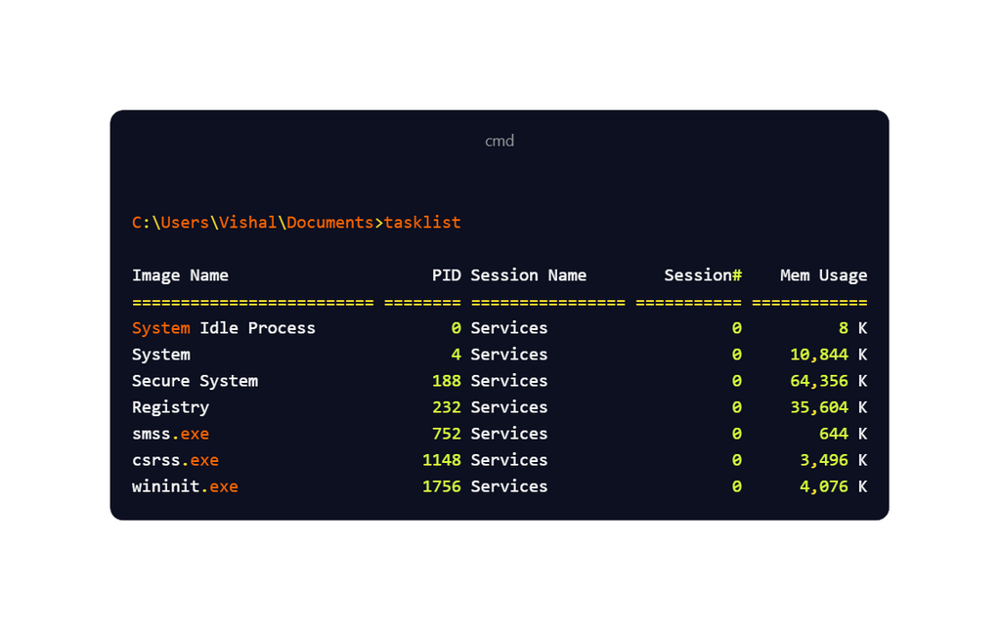 cmd
C:\Users\Vishal\Documents>tasklist
Image Name                     PID Session Name        Session#    Mem Usage
========================= ======== ================ =========== ============
System Idle Process              0 Services                   0          8 K
System                           4 Services                   0     10,844 K
Secure System                  188 Services                   0     64,356 K
Registry                       232 Services                   0     35,604 K
smss.exe                       752 Services                   0        644 K
csrss.exe                     1148 Services                   0      3,496 K
wininit.exe                   1756 Services                   0      4,076 K